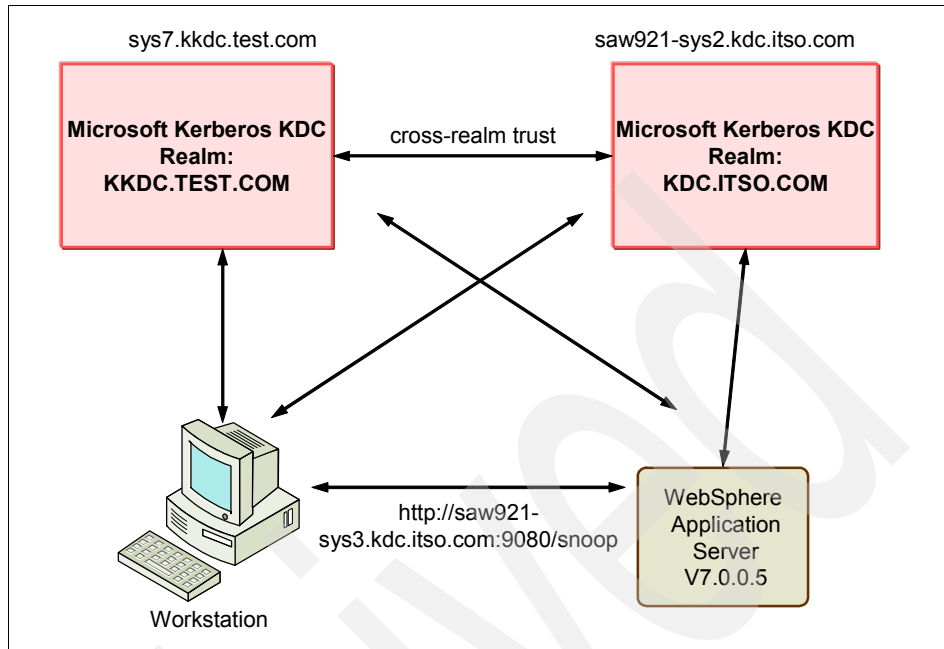 sys7.kkdc.test.com
saw921-sys2.kdc.itso.com
Microsoft Kerberos KDC
Realm:
KKDC.TEST.COM
cross-realm trust
Microsoft Kerberos KDC
Realm:
KDC.ITSO.COM
http://saw921-
sys3.kdc.itso.com:9080/snoop
WebSphere
Application
Server
V7.0.0.5
Workstation